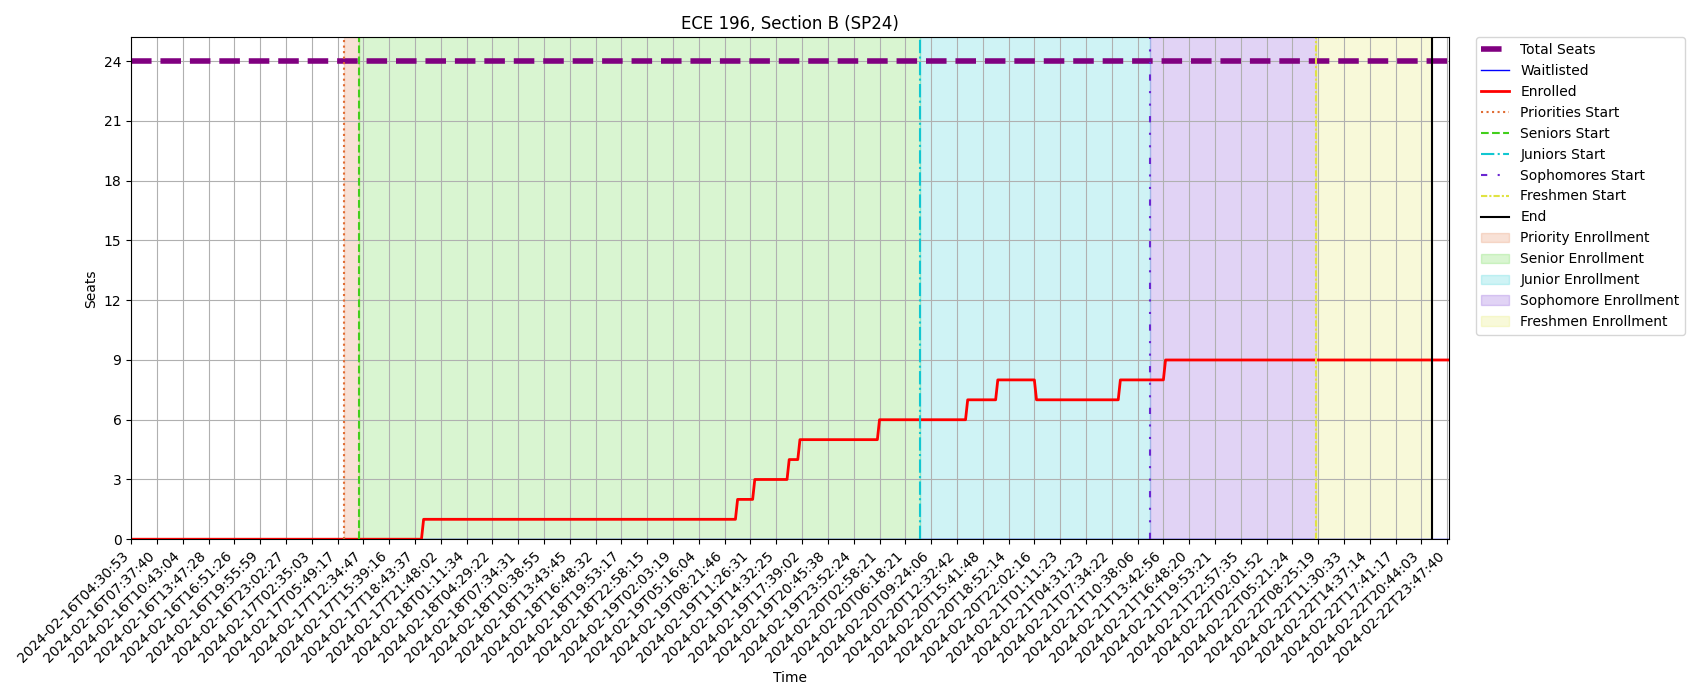 ECE 196, Section B (SP24)
Seats
24
21
18
15
12
9
6
3
0
2024-02-16T04:30:53
2024-02-16T07:37:40
2024-02-16T10:43:04
2024-02-16T13:47:28
2024-02-16T16:51:26
2024-02-16T19:55:59
2024-02-16T23:02:27
2024-02-17T02:35:03
2024-02-17T05:49:17
2024-02-17T12:34:47
2024-02-17T15:39:16
2024-02-17T18:43:37
2024-02-17T21:48:02
2024-02-18T01:11:34
2024-02-18T04:29:22
2024-02-18T07:34:31
2024-02-18T10:38:55
2024-02-18T13:43:45
2024-02-18T16:48:32
2024-02-18T19:53:17
2024-02-18T22:58:15
2024-02-19T02:03:19
2024-02-19T05:16:04
2024-02-19T08:21:46
2024-02-19T11:26:31
2024-02-19T14:32:25
2024-02-19T17:39:02
2024-02-19T20:45:38
2024-02-19T23:52:24
2024-02-20T02:58:21
2024-02-20T06:18:21
2024-02-20T09:24:06
2024-02-20T12:32:42
2024-02-20T15:41:48
2024-02-20T18:52:14
2024-02-20T22:02:16
2024-02-21T01:11:23
2024-02-21T04:31:23
2024-02-21T07:34:22
2024-02-21T10:38:06
2024-02-21T13:42:56
2024-02-21T16:48:20
2024-02-21T19:53:21
2024-02-21T22:57:35
2024-02-22T02:01:52
2024-02-22T05:21:24
2024-02-22T08:25:19
2024-02-22T11:30:33
2024-02-22T14:37:14
2024-02-22T17:41:17
2024-02-22T20:44:03
2024-02-22T23:47:40
Time
Total Seats
Waitlisted
Enrolled
Priorities Start
Seniors Start
Juniors Start
Sophomores Start
Freshmen Start
End
Priority Enrollment
Senior Enrollment
Junior Enrollment
Sophomore Enrollment
Freshmen Enrollment